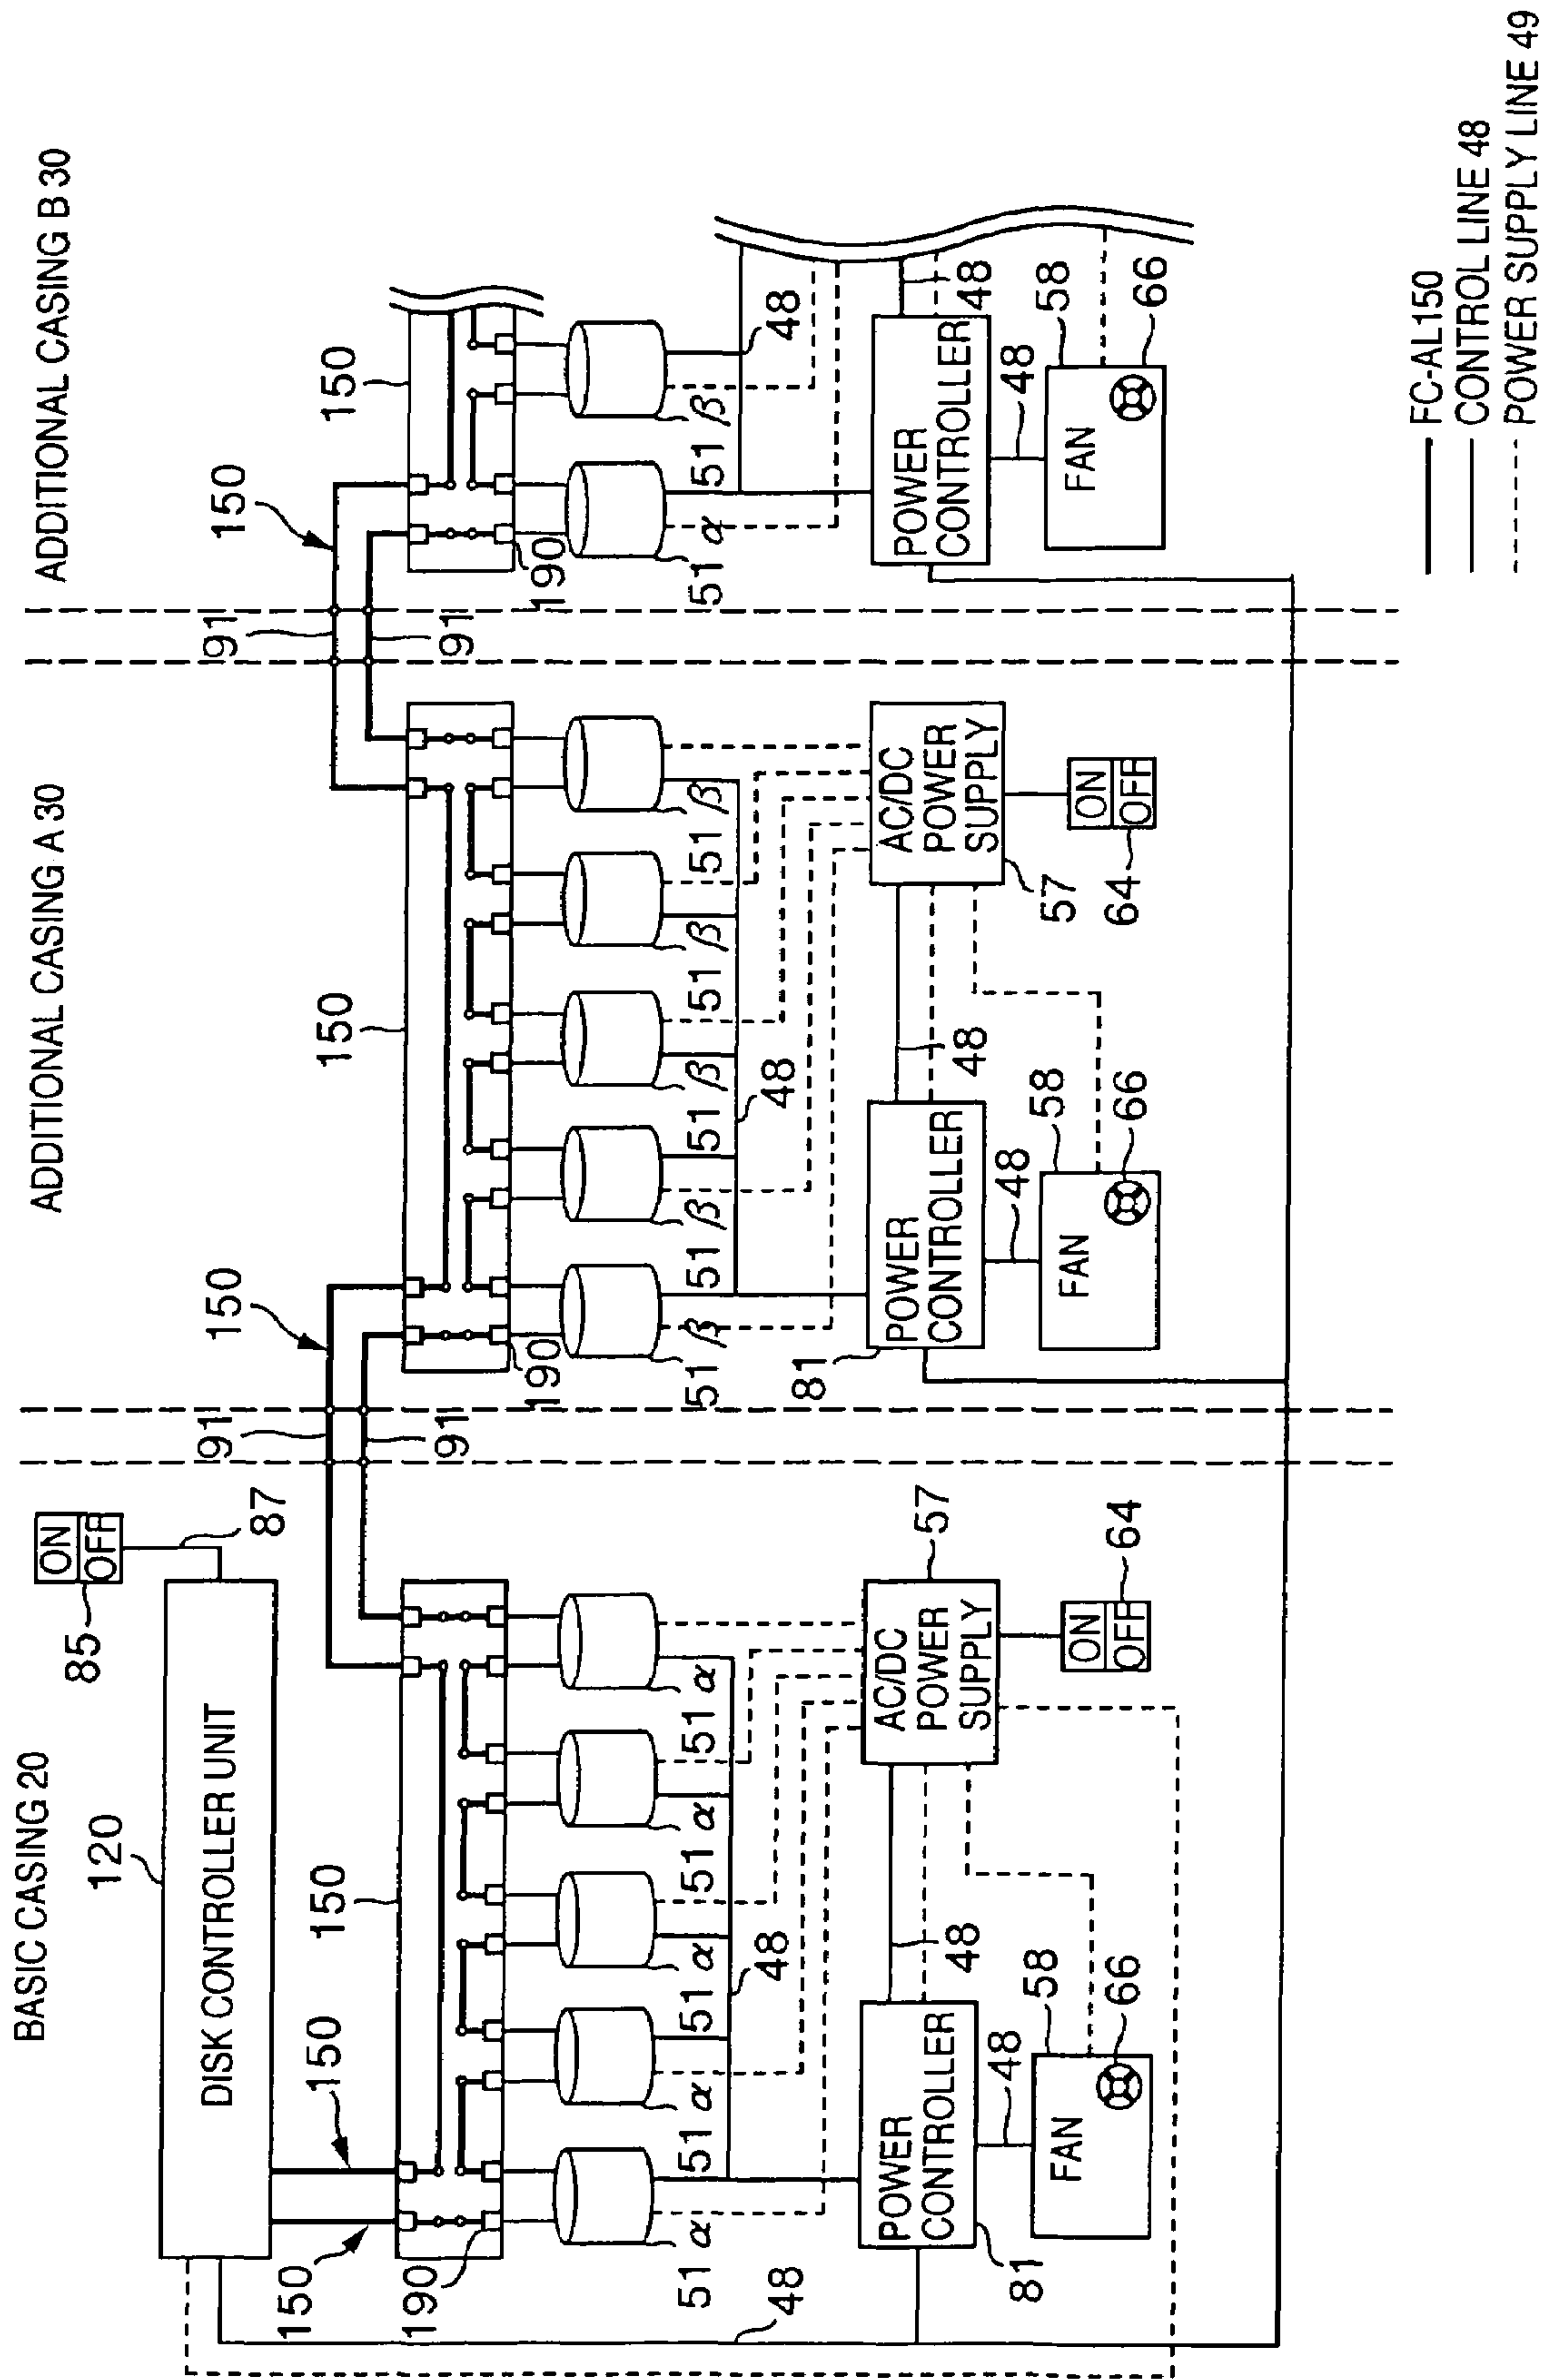 BASIC CASING 20
ADDITIONAL CASING A 30
ADDITIONAL CASING B 30
120
DISK CONTROLLER UNIT
ON
OFF
85
87
150
150
150
190
91
91
150
150
190
91
91
150
150
190
51 α
51 α
51 α
51 α
51 α
48
51 β
51 β
51 β
51 β
51 β
48
51 α
51 β
48
48
POWER
CONTROLLER
81
48
AC/DC
POWER
SUPPLY
57
48
FAN
58
66
ON
OFF
64
POWER
CONTROLLER
81
48
AC/DC
POWER
SUPPLY
57
48
FAN
58
66
ON
OFF
64
POWER
CONTROLLER
48
48
FAN
58
66
FC-AL150
CONTROL LINE 48
POWER SUPPLY LINE 49